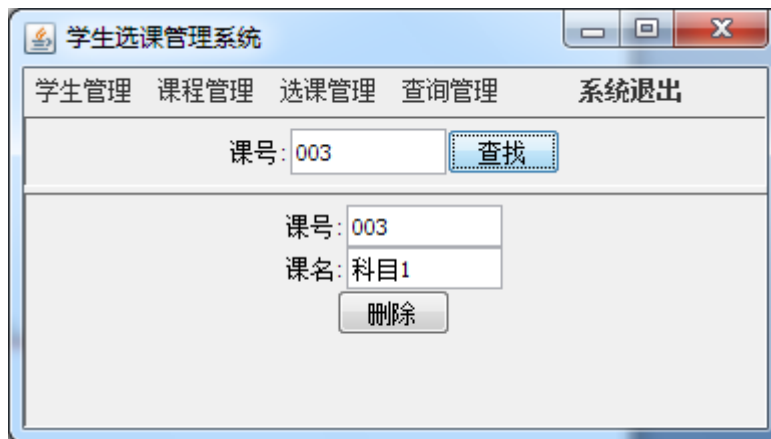 学生选课管理系统
学生管理 课程管理 选课管理 查询管理 系统退出
课号: 003 查找
课号: 003
课名: 科目1
删除